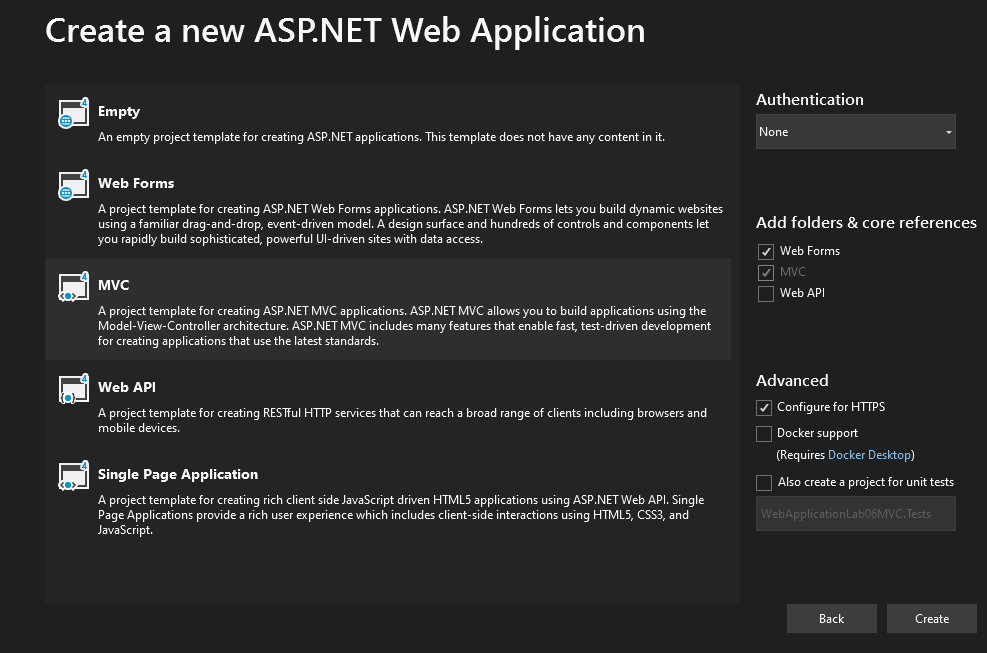 Create a new ASP.NET Web Application
Empty
An empty project template for creating ASP.NET applications. This template does not have any content in it.
Web Forms
A project template for creating ASP.NET Web Forms applications. ASP.NET Web Forms lets you build dynamic websites
using a familiar drag-and-drop, event-driven model. A design surface and hundreds of controls and components let
you rapidly build sophisticated, powerful UI-driven sites with data access.
MVC
A project template for creating ASP.NET MVC applications. ASP.NET MVC allows you to build applications using the
Model-View-Controller architecture. ASP.NET MVC includes many features that enable fast, test-driven development
for creating applications that use the latest standards.
Web API
A project template for creating RESTful HTTP services that can reach a broad range of clients including browsers and
mobile devices.
Single Page Application
A project template for creating rich client side JavaScript driven HTML5 applications using ASP.NET Web API. Single
Page Applications provide a rich user experience which includes client-side interactions using HTML5, CSS3, and
JavaScript.
Authentication
None
Add folders & core references
Web Forms
MVC
Web API
Advanced
Configure for HTTPS
Docker support
(Requires Docker Desktop)
Also create a project for unit tests
WebApplicationLab06MVC.Tests
Back
Create